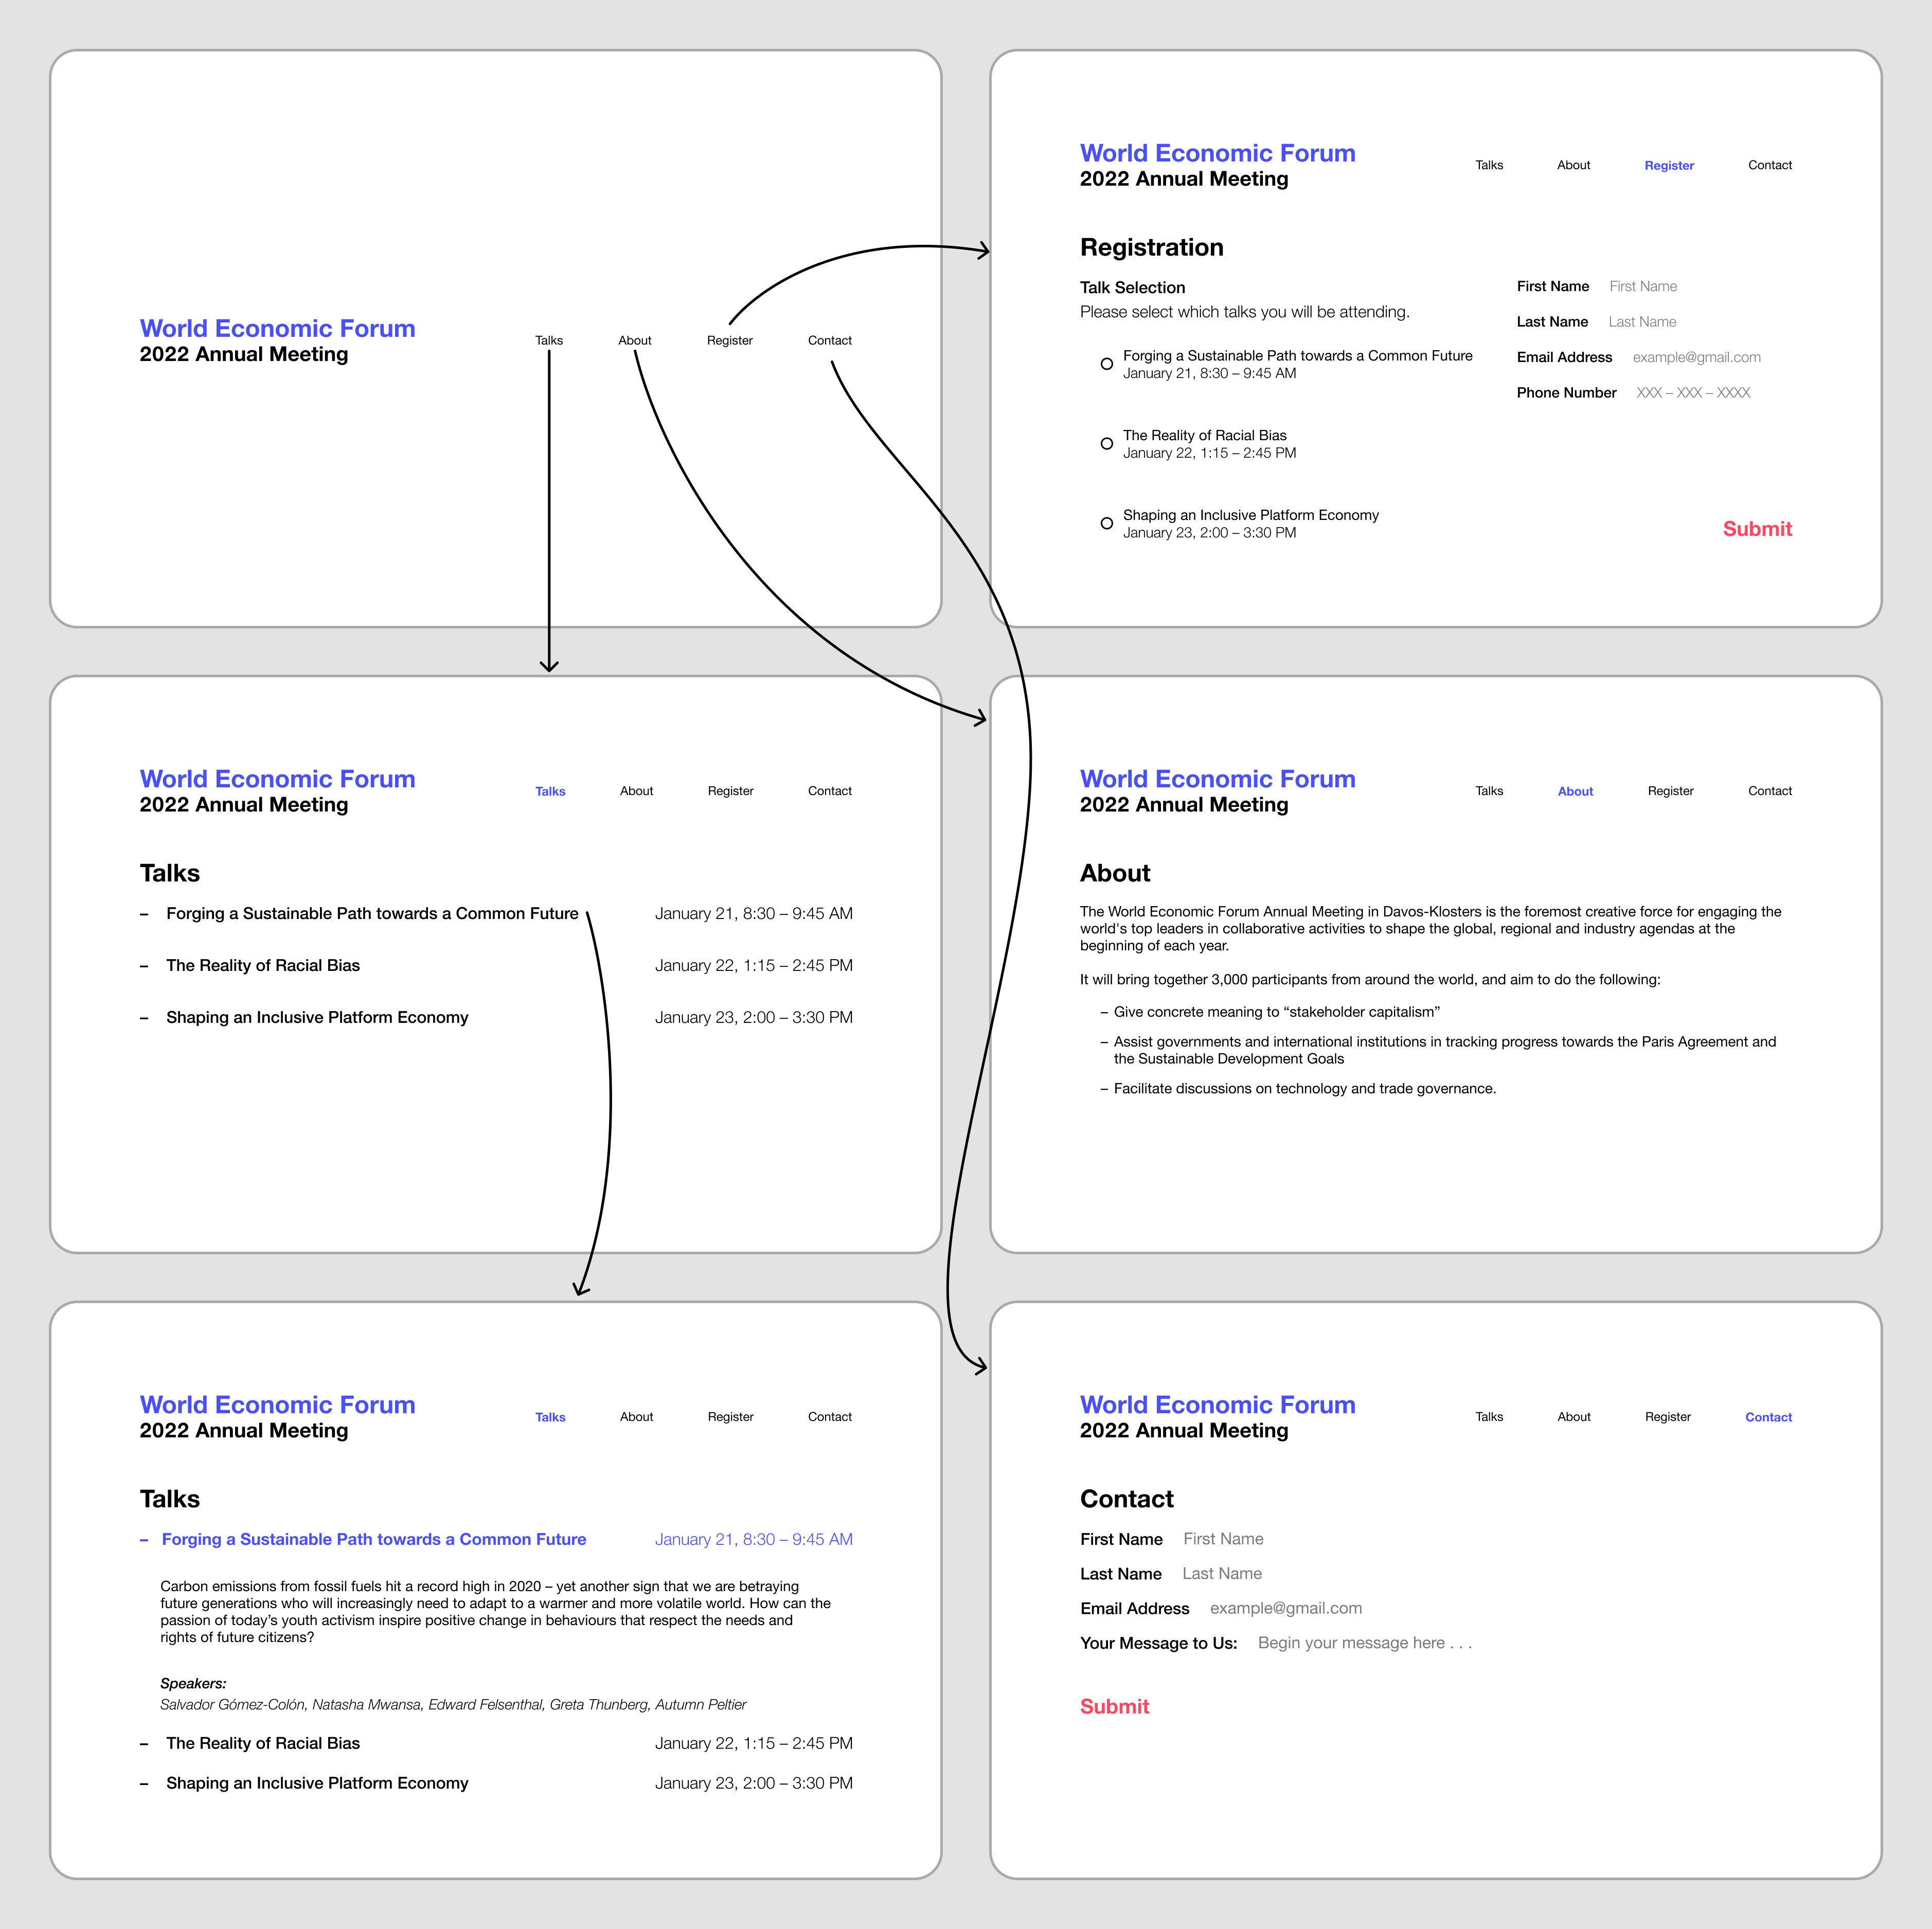 World Economic Forum
2022 Annual Meeting
Talks About Register Contact
World Economic Forum
2022 Annual Meeting
Talks About Register Contact
Registration
Talk Selection
Please select which talks you will be attending.
Forging a Sustainable Path towards a Common Future
January 21, 8:30 – 9:45 AM
The Reality of Racial Bias
January 22, 1:15 – 2:45 PM
Shaping an Inclusive Platform Economy
January 23, 2:00 – 3:30 PM
First Name First Name
Last Name Last Name
Email Address example@gmail.com
Phone Number XXX – XXX – XXXX
Submit
World Economic Forum
2022 Annual Meeting
Talks About Register Contact
Talks
– Forging a Sustainable Path towards a Common Future January 21, 8:30 – 9:45 AM
– The Reality of Racial Bias January 22, 1:15 – 2:45 PM
– Shaping an Inclusive Platform Economy January 23, 2:00 – 3:30 PM
World Economic Forum
2022 Annual Meeting
Talks About Register Contact
About
The World Economic Forum Annual Meeting in Davos-Klosters is the foremost creative force for engaging the
world's top leaders in collaborative activities to shape the global, regional and industry agendas at the
beginning of each year.
It will bring together 3,000 participants from around the world, and aim to do the following:
– Give concrete meaning to “stakeholder capitalism”
– Assist governments and international institutions in tracking progress towards the Paris Agreement and
the Sustainable Development Goals
– Facilitate discussions on technology and trade governance.
World Economic Forum
2022 Annual Meeting
Talks About Register Contact
Talks
– Forging a Sustainable Path towards a Common Future January 21, 8:30 – 9:45 AM
Carbon emissions from fossil fuels hit a record high in 2020 – yet another sign that we are betraying
future generations who will increasingly need to adapt to a warmer and more volatile world. How can the
passion of today’s youth activism inspire positive change in behaviours that respect the needs and
rights of future citizens?
Speakers:
Salvador Gómez-Colón, Natasha Mwansa, Edward Felsenthal, Greta Thunberg, Autumn Peltier
– The Reality of Racial Bias January 22, 1:15 – 2:45 PM
– Shaping an Inclusive Platform Economy January 23, 2:00 – 3:30 PM
World Economic Forum
2022 Annual Meeting
Talks About Register Contact
Contact
First Name First Name
Last Name Last Name
Email Address example@gmail.com
Your Message to Us: Begin your message here . . .
Submit